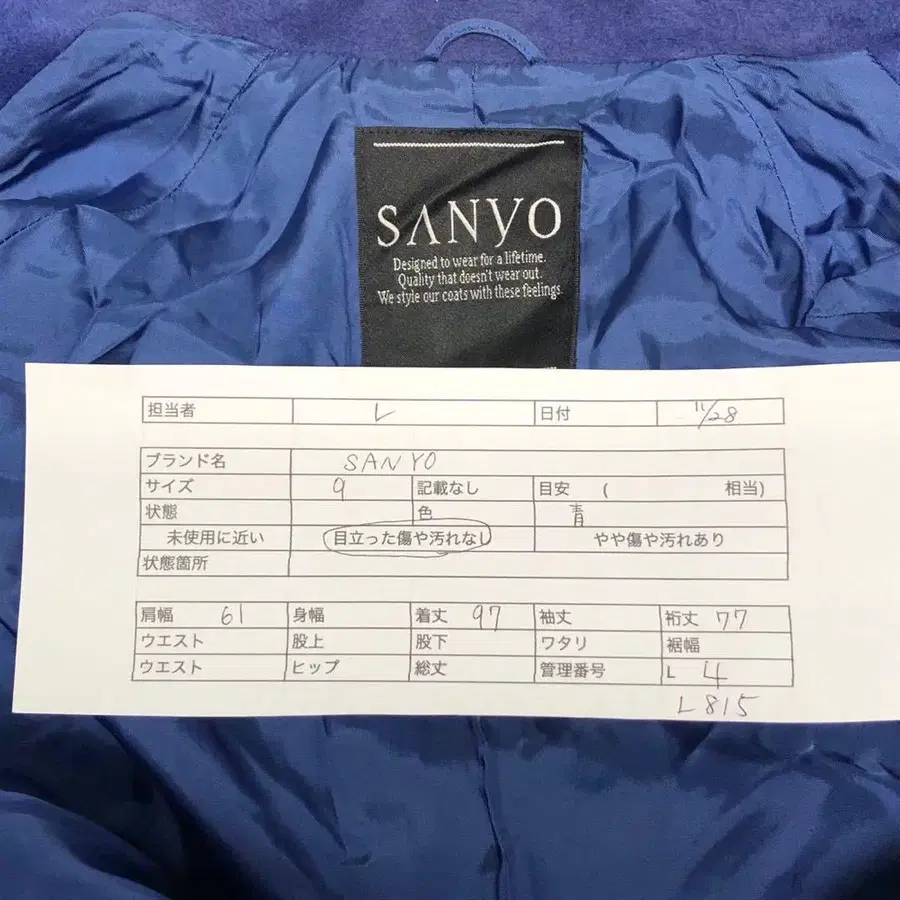 SANYO
Designed to wear for a lifetime.
Quality that doesn't wear out.
We style our coats with these feelings.
担当者 L 日付 11/28
ブランド名 SANYO
サイズ 9 記載なし 目安 ( 相当)
状態 色 青
未使用に近い 目立った傷や汚れなし やや傷や汚れあり
状態箇所
肩幅 61 身幅 着丈 97 袖丈 裄丈 77
ウエスト 股上 股下 ワタリ 裾幅
ウエスト ヒップ 総丈 管理番号 L 4
L815